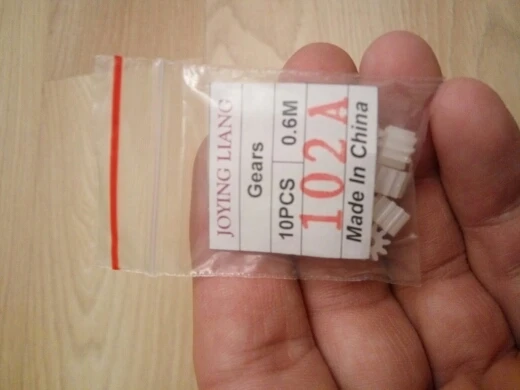 JOYING LIANG
Gears
10PCS 0.6M
102A
Made In China